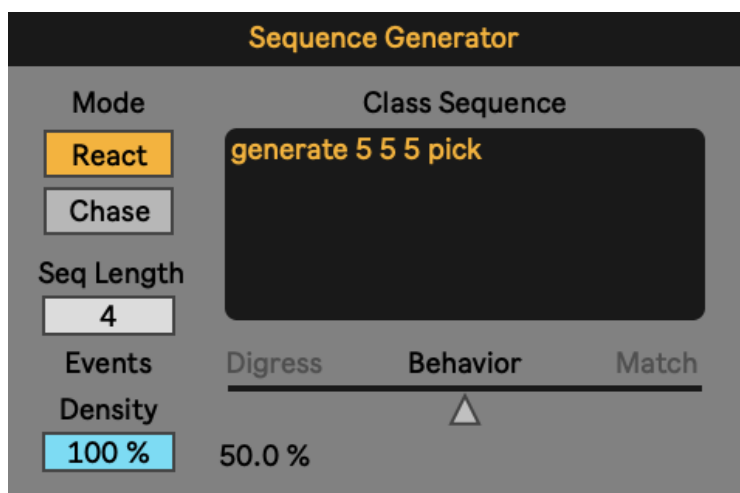 Sequence Generator
Mode
Class Sequence
React
generate 5 5 5 pick
Chase
Seq Length
4
Events
Digress
Behavior
Match
Density
100 %
50.0 %